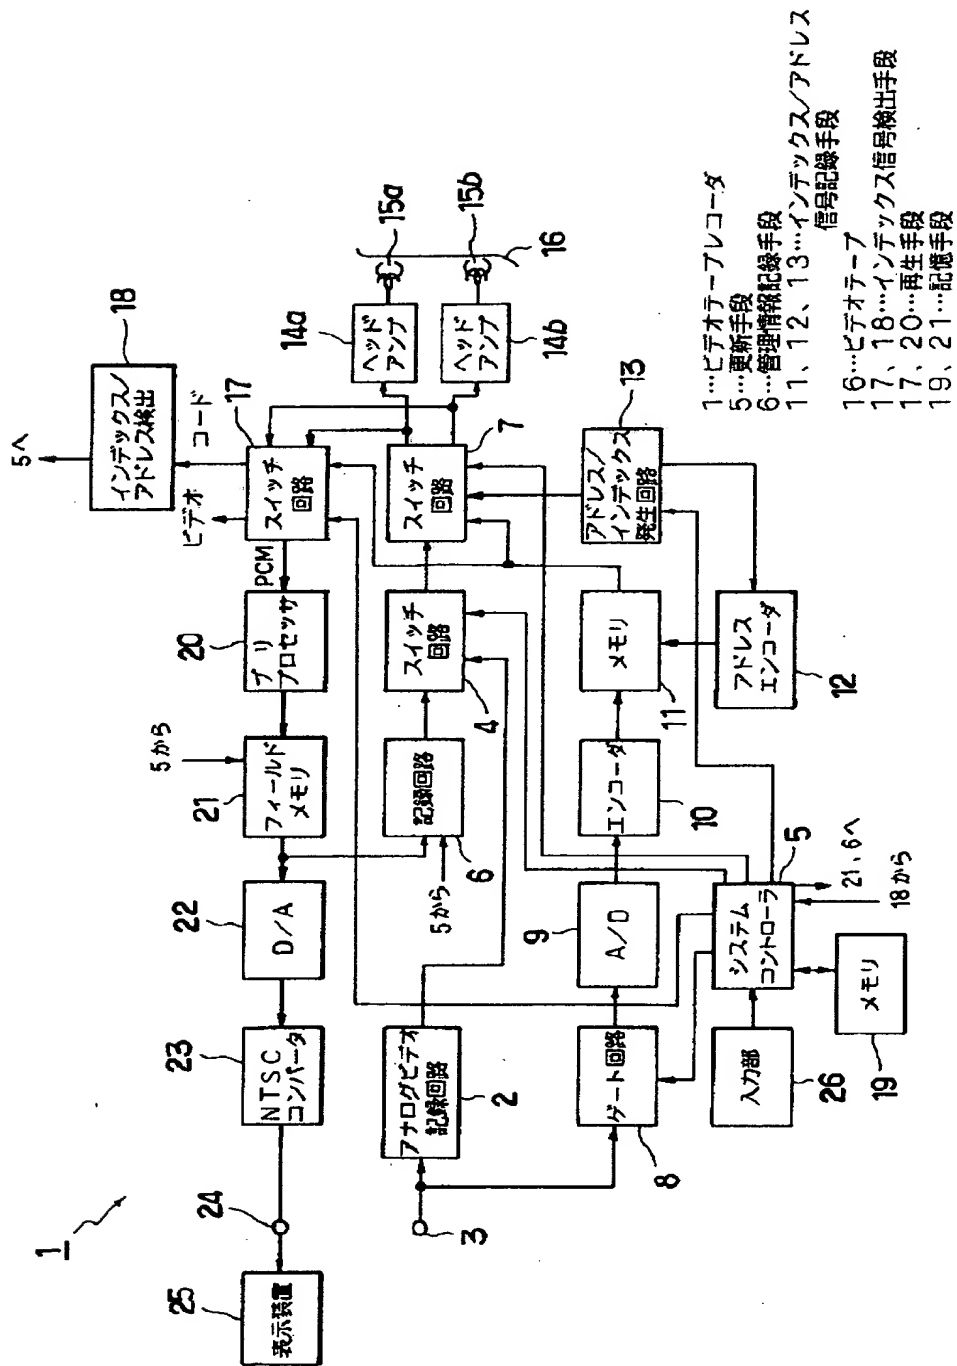 1
25
表示装置
24
23
NTSC
コンバータ
22
D/A
21
フィールド
メモリ
5から
20
プリ
プロセッサ
PCM
17
スイッチ
回路
ビデオ
コード
18
インデックス/
アドレス検出
5へ
3
2
アナログビデオ
記録回路
6
記録回路
5から
4
スイッチ
回路
7
スイッチ
回路
14a
ヘッド
アンプ
15a
14b
ヘッド
アンプ
15b
16
8
ゲート回路
9
A/D
10
エンコーダ
11
メモリ
13
アドレス/
インデックス
発生回路
12
アドレス
エンコーダ
26
入力部
5
システム
コントローラ
21、6へ
18から
19
メモリ
1…ビデオテープレコーダ
5…更新手段
6…管理情報記録手段
11、12、13…インデックス/アドレス
信号記録手段
16…ビデオテープ
17、18…インデックス信号検出手段
17、20…再生手段
19、21…記憶手段